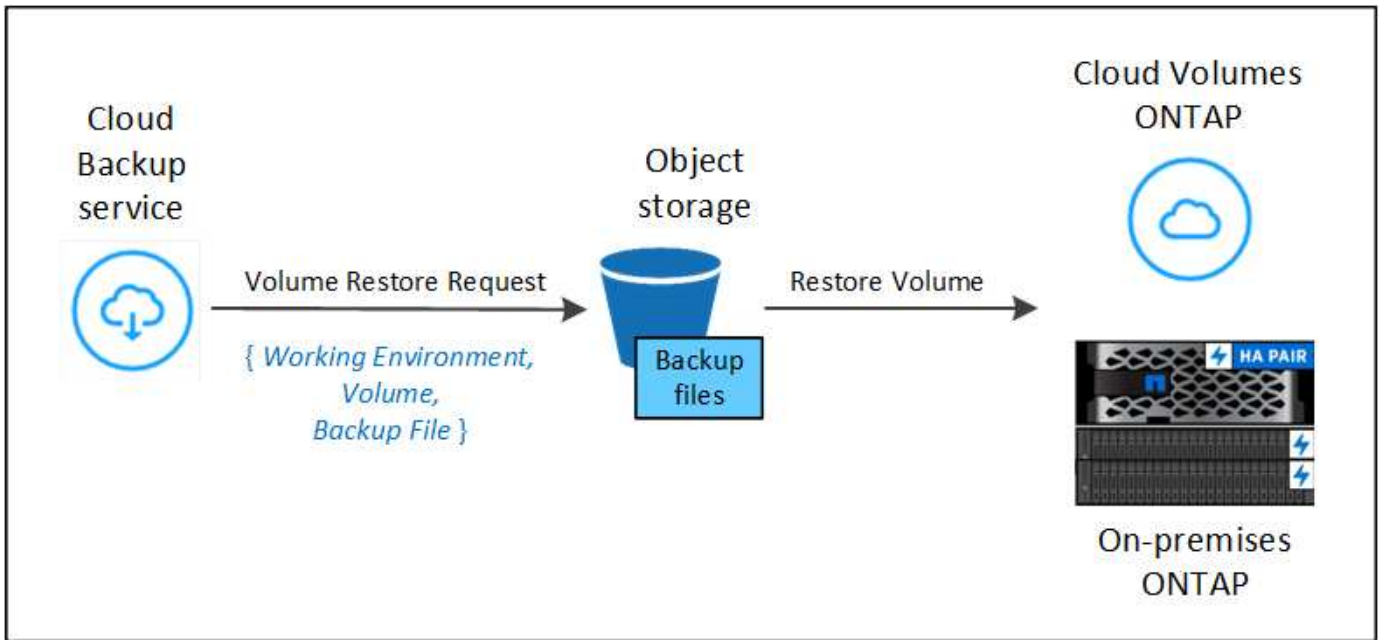 Cloud
Backup
service
Volume Restore Request
{ Working Environment,
Volume,
Backup File }
Object
storage
Backup
files
Restore Volume
Cloud Volumes
ONTAP
HA PAIR
On-premises
ONTAP